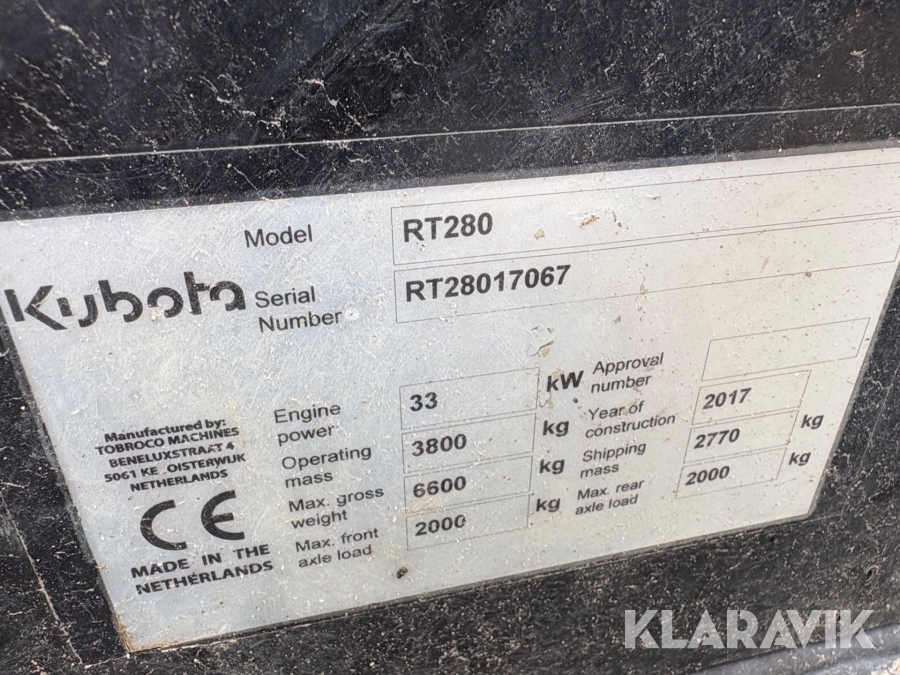 Model RT280
Kubota
Serial Number RT28017067
Engine power 33 kW
Approval number
Operating mass 3800 kg
Year of construction 2017
Max. gross weight 6600 kg
Shipping mass 2770 kg
Max. front axle load 2000 kg
Max. rear axle load 2000 kg
Manufactured by:
TOBROCO MACHINES
BENELUXSTRAAT 4
5061 KE OISTERWIJK
NETHERLANDS
CE
MADE IN THE
NETHERLANDS
KLARAVIK